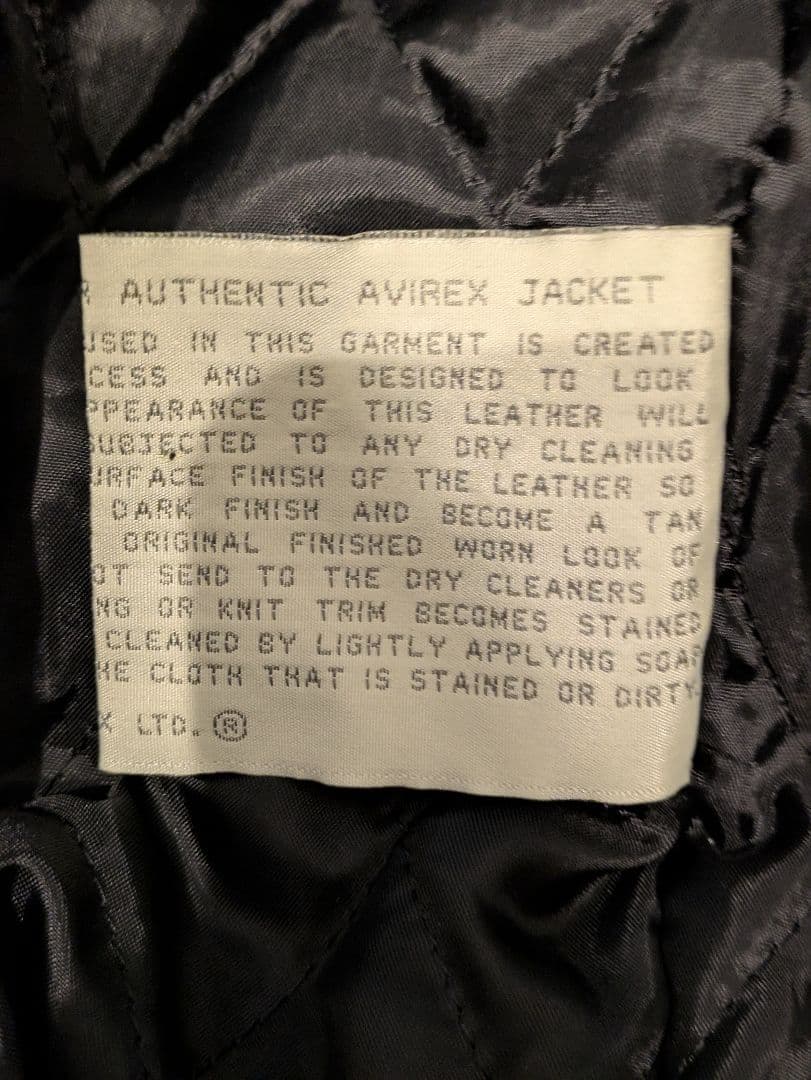 R AUTHENTIC AVIREX JACKET
USED IN THIS GARMENT IS CREATED
CESS AND IS DESIGNED TO LOOK
PPEARANCE OF THIS LEATHER WILL
SUBJECTED TO ANY DRY CLEANING
URFACE FINISH OF THE LEATHER SO
DARK FINISH AND BECOME A TAN
ORIGINAL FINISHED WORN LOOK OF
OT SEND TO THE DRY CLEANERS OR
NG OR KNIT TRIM BECOMES STAINED
CLEANED BY LIGHTLY APPLYING SOAP
HE CLOTH THAT IS STAINED OR DIRTY.
X LTD.®